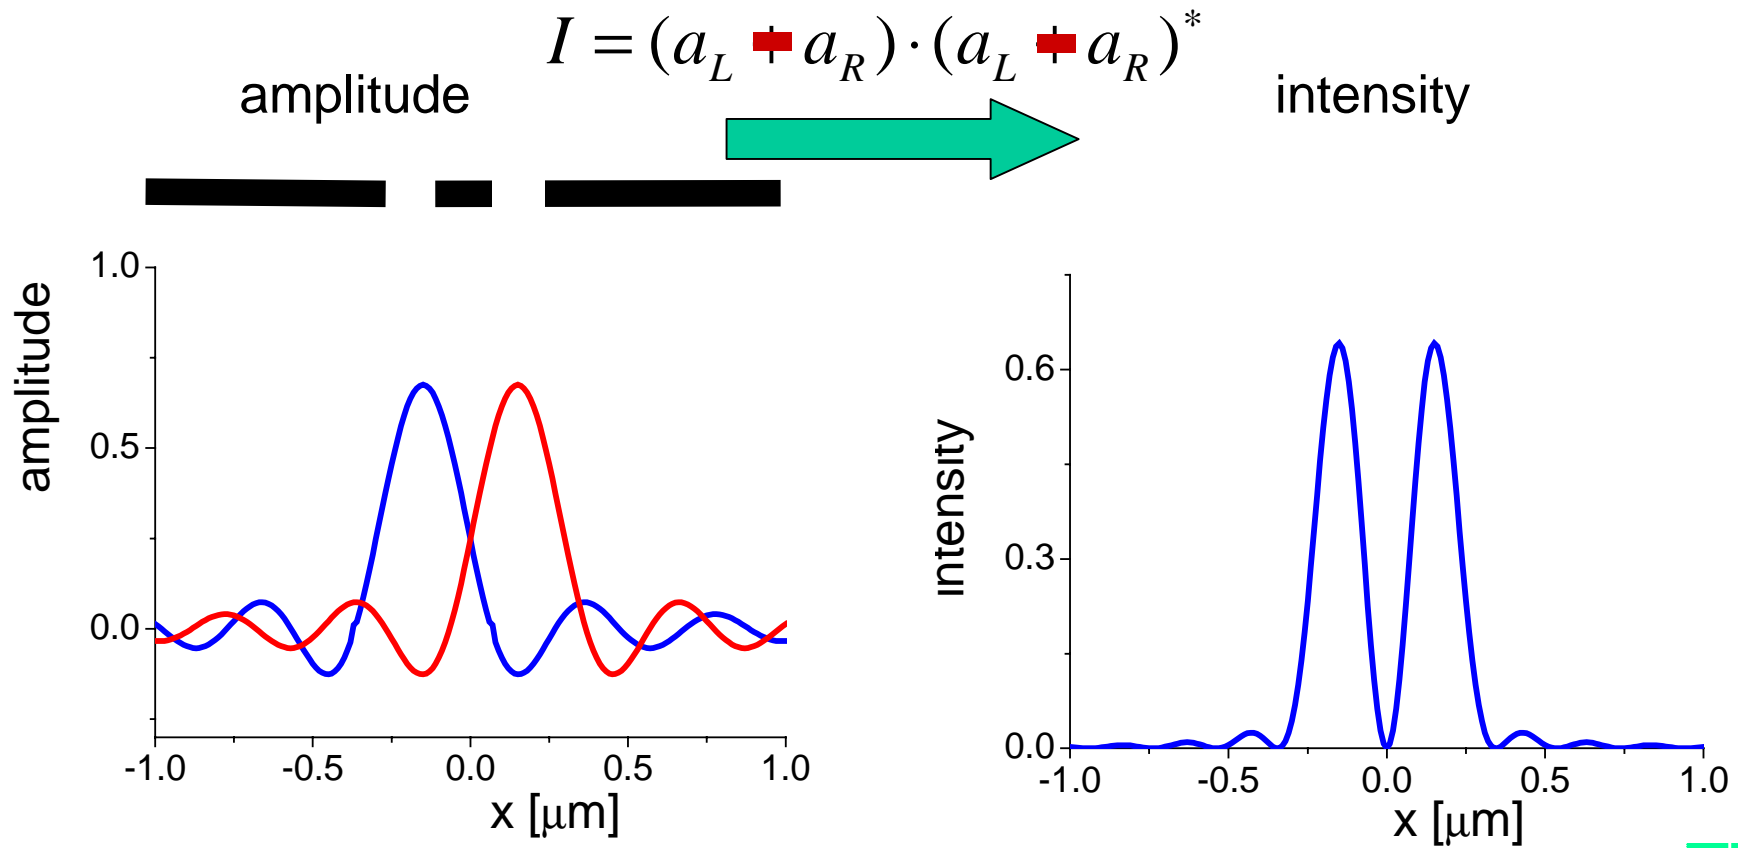 I = (a_L − a_R) · (a_L − a_R)*
amplitude
intensity
1.0
0.5
0.0
amplitude
-1.0 -0.5 0.0 0.5 1.0
x [μm]
0.6
0.3
0.0
intensity
-1.0 -0.5 0.0 0.5 1.0
x [μm]